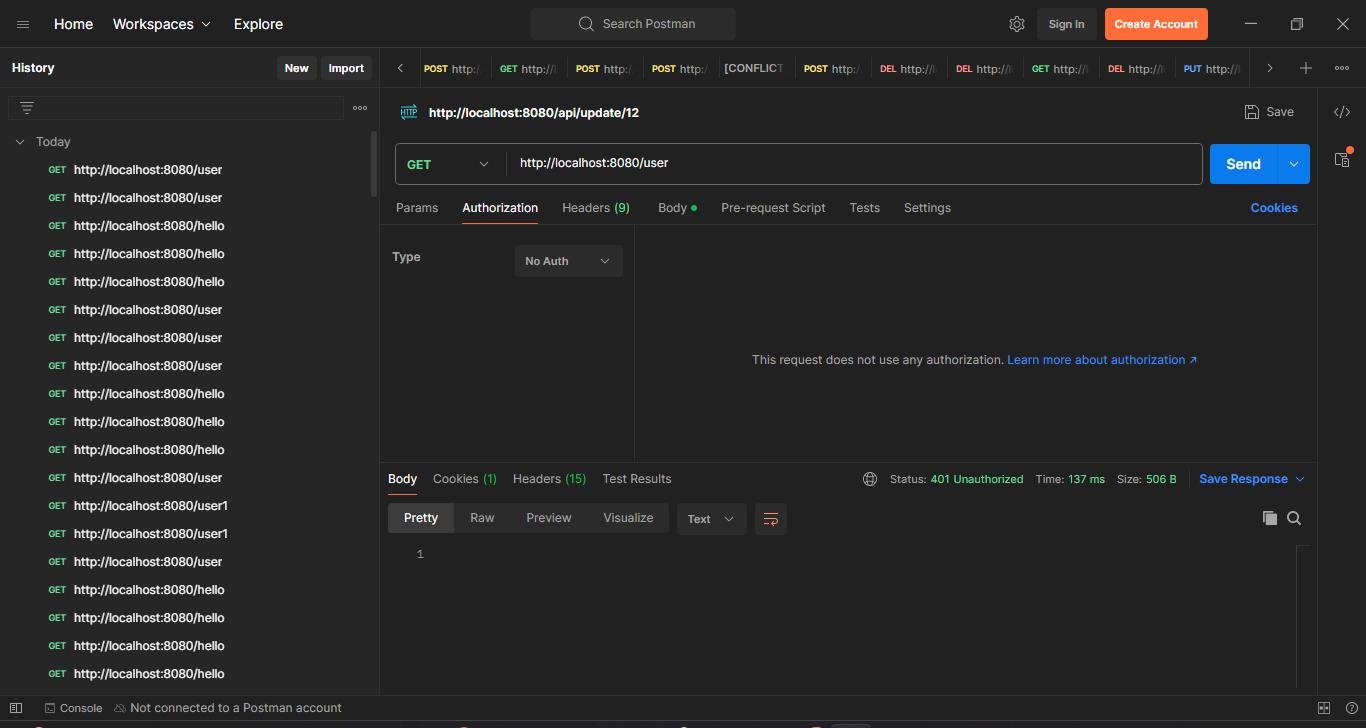 Home Workspaces Explore Search Postman Sign In Create Account
History New Import
POST http:/ GET http:// POST http:/ POST http:/ [CONFLICT POST http:/ DEL http:// DEL http:// GET http:// DEL http:// PUT http://
HTTP http://localhost:8080/api/update/12 Save
Today
GET http://localhost:8080/user
GET http://localhost:8080/user
GET http://localhost:8080/hello
GET http://localhost:8080/hello
GET http://localhost:8080/hello
GET http://localhost:8080/user
GET http://localhost:8080/user
GET http://localhost:8080/user
GET http://localhost:8080/hello
GET http://localhost:8080/hello
GET http://localhost:8080/hello
GET http://localhost:8080/user
GET http://localhost:8080/user1
GET http://localhost:8080/user1
GET http://localhost:8080/user
GET http://localhost:8080/hello
GET http://localhost:8080/hello
GET http://localhost:8080/hello
GET http://localhost:8080/hello
GET http://localhost:8080/user Send
Params Authorization Headers (9) Body Pre-request Script Tests Settings Cookies
Type No Auth
This request does not use any authorization. Learn more about authorization ↗
Body Cookies (1) Headers (15) Test Results Status: 401 Unauthorized Time: 137 ms Size: 506 B Save Response
Pretty Raw Preview Visualize Text
1
Console Not connected to a Postman account